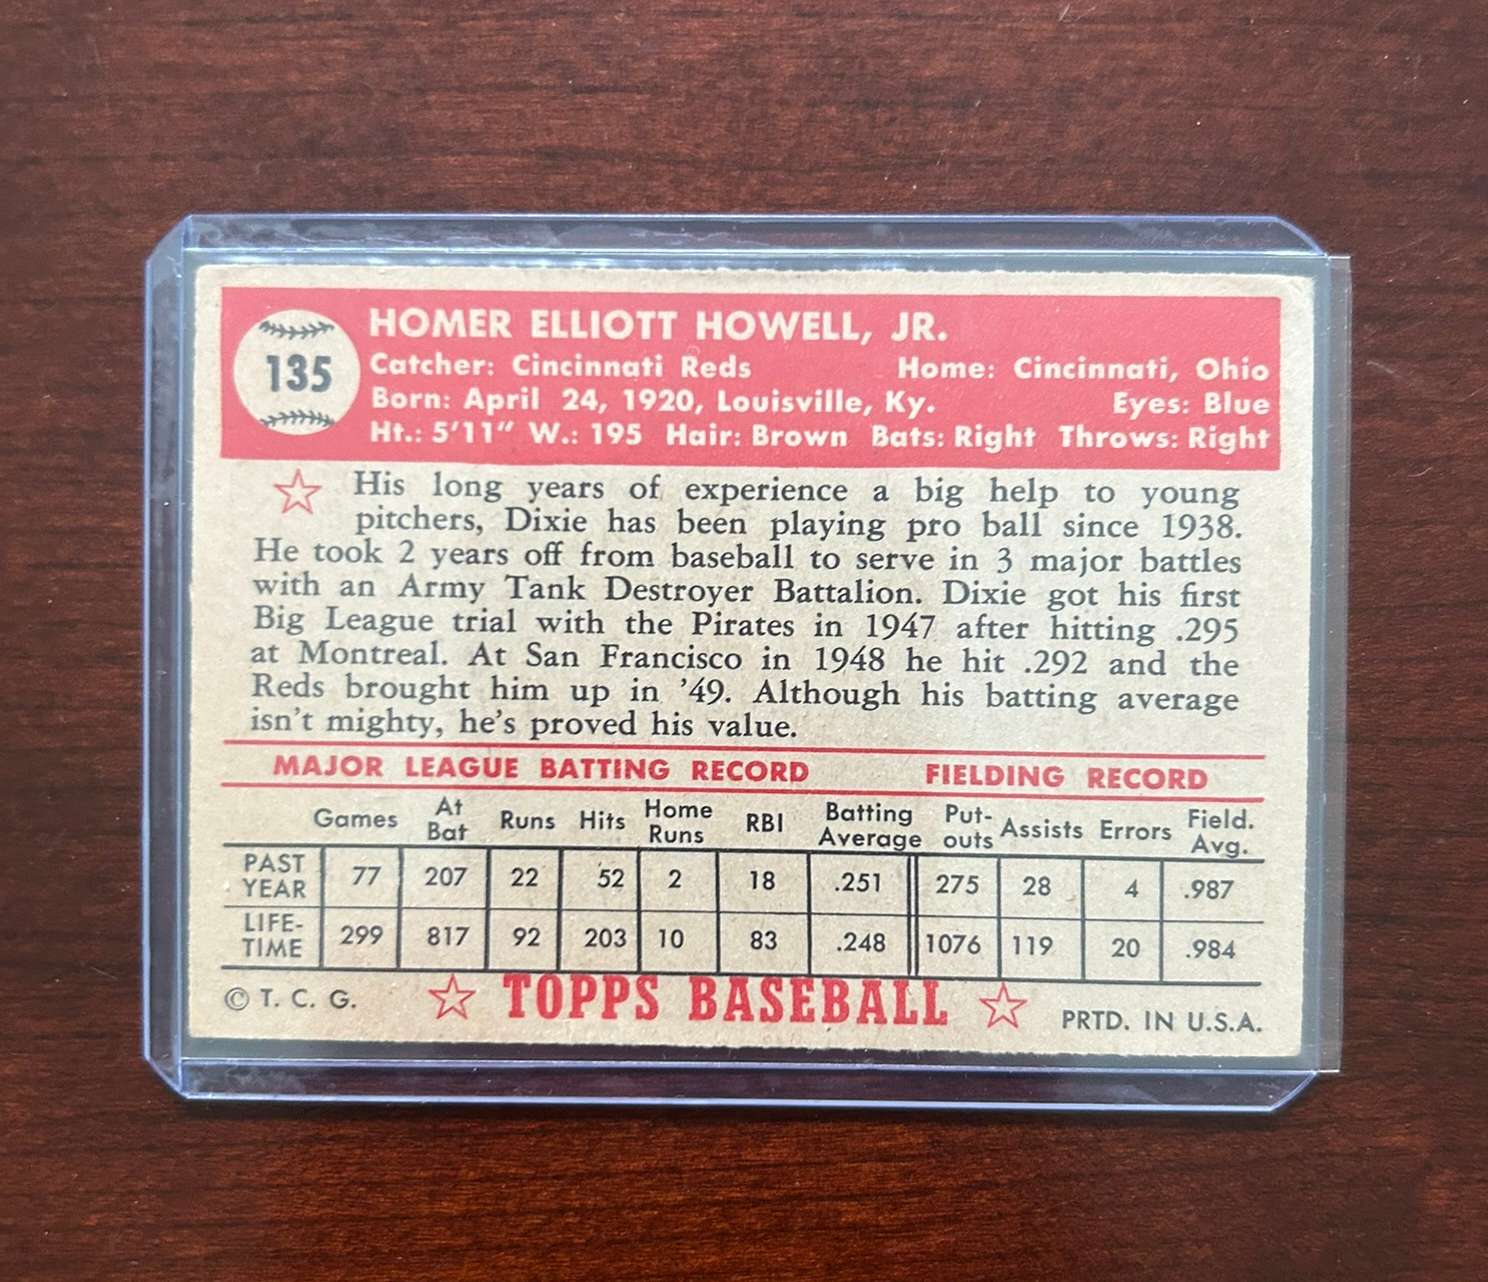 135
HOMER ELLIOTT HOWELL, JR.
Catcher: Cincinnati Reds Home: Cincinnati, Ohio
Born: April 24, 1920, Louisville, Ky. Eyes: Blue
Ht.: 5'11" W.: 195 Hair: Brown Bats: Right Throws: Right
His long years of experience a big help to young
pitchers, Dixie has been playing pro ball since 1938.
He took 2 years off from baseball to serve in 3 major battles
with an Army Tank Destroyer Battalion. Dixie got his first
Big League trial with the Pirates in 1947 after hitting .295
at Montreal. At San Francisco in 1948 he hit .292 and the
Reds brought him up in '49. Although his batting average
isn't mighty, he's proved his value.
MAJOR LEAGUE BATTING RECORD FIELDING RECORD
Games At Bat Runs Hits Home Runs RBI Batting Average Put-outs Assists Errors Field. Avg.
PAST YEAR 77 207 22 52 2 18 .251 275 28 4 .987
LIFE-TIME 299 817 92 203 10 83 .248 1076 119 20 .984
© T. C. G. TOPPS BASEBALL PRTD. IN U.S.A.